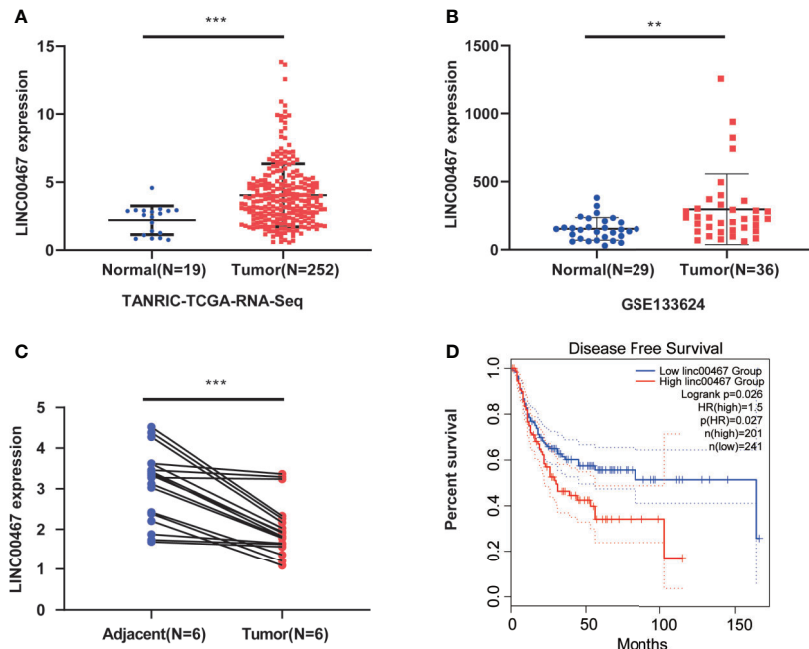 A
***
LINC00467 expression
15
10
5
0
Normal(N=19) Tumor(N=252)
TANRIC-TCGA-RNA-Seq
B
**
LINC00467 expression
1500
1000
500
0
Normal(N=29) Tumor(N=36)
GSE133624
C
***
LINC00467 expression
5
4
3
2
1
0
Adjacent(N=6) Tumor(N=6)
D
Disease Free Survival
Low linc00467 Group
High linc00467 Group
Logrank p=0.026
HR(high)=1.5
p(HR)=0.027
n(high)=201
n(low)=241
Percent survival
1.0
0.8
0.6
0.4
0.2
0.0
0 50 100 150
Months